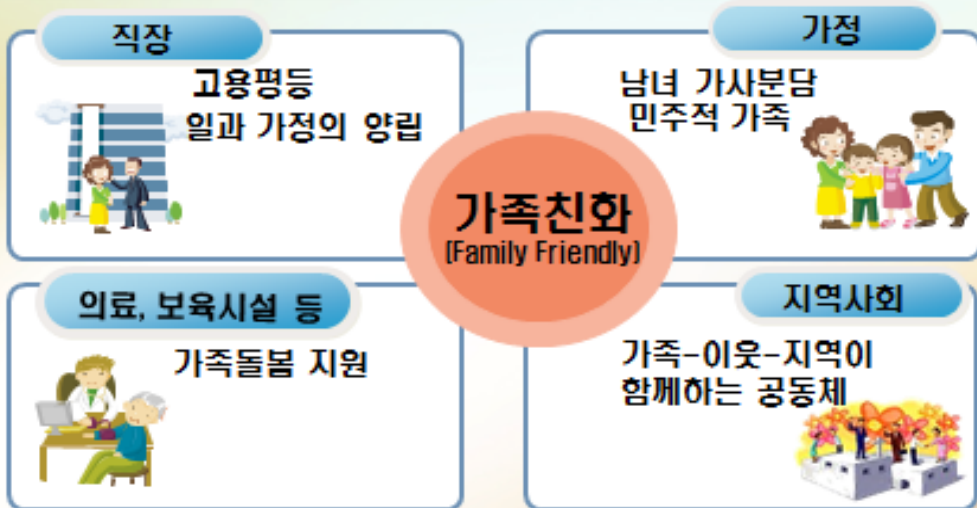 직장
고용평등
일과 가정의 양립
가정
남녀 가사분담
민주적 가족
가족친화
(Family Friendly)
의료, 보육시설 등
가족돌봄 지원
지역사회
가족-이웃-지역이
함께하는 공동체